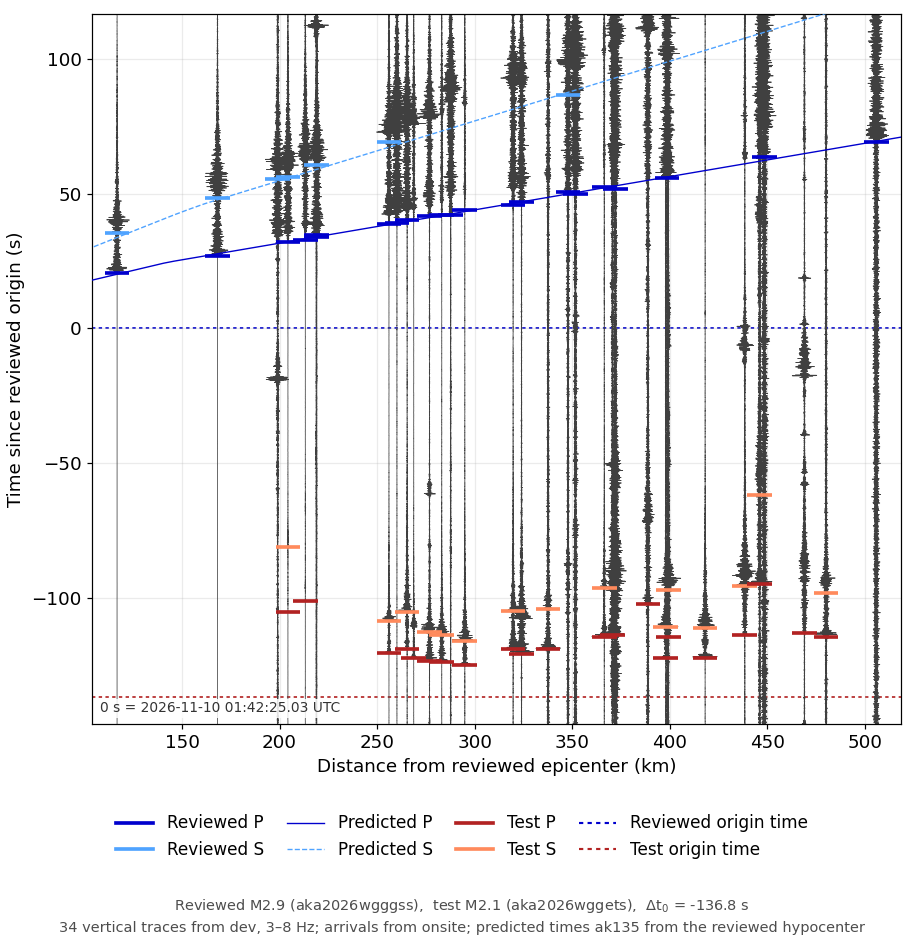 100
50
0
−50
−100
Time since reviewed origin (s)
0 s = 2026-11-10 01:42:25.03 UTC
150 200 250 300 350 400 450 500
Distance from reviewed epicenter (km)
Reviewed P Predicted P Test P Reviewed origin time
Reviewed S Predicted S Test S Test origin time
Reviewed M2.9 (aka2026wgggss), test M2.1 (aka2026wggets), Δt₀ = -136.8 s
34 vertical traces from dev, 3–8 Hz; arrivals from onsite; predicted times ak135 from the reviewed hypocenter